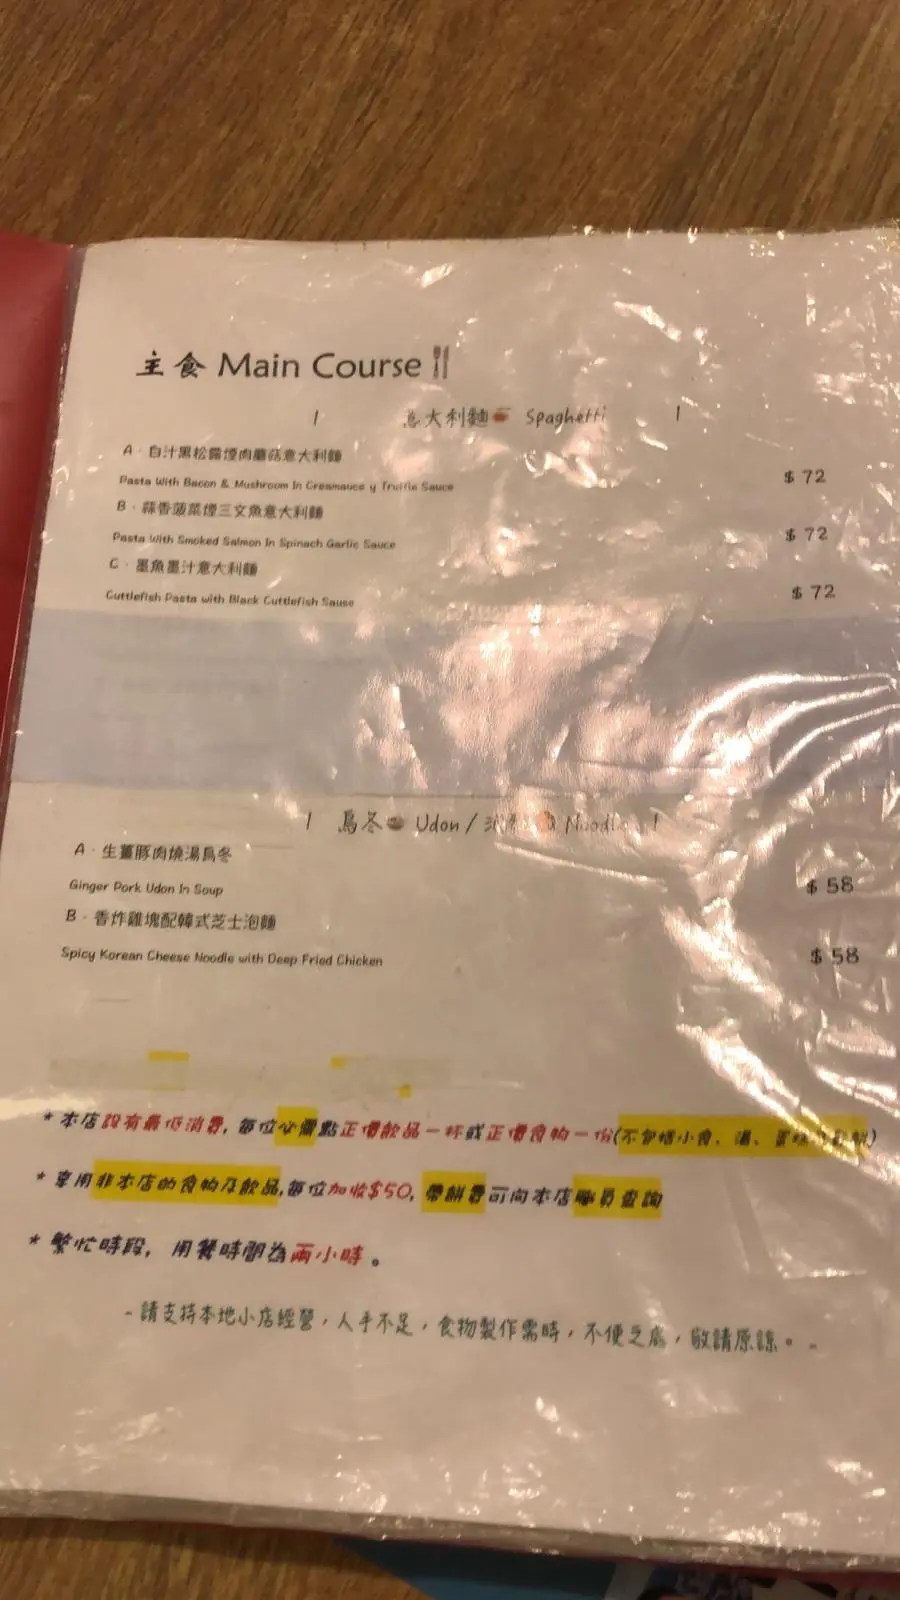 主食 Main Course
意大利麵 Spaghetti
A · 白汁黑松露煙肉蘑菇意大利麵
Pasta With Bacon & Mushroom In Creamauce y Truffle Sauce
$ 72
B · 蒜香菠菜煙三文魚意大利麵
Pasta With Smoked Salmon In Spinach Garlic Sauce
$ 72
C · 墨魚墨汁意大利麵
Cuttlefish Pasta with Black Cuttlefish Sause
$ 72
烏冬 Udon /
A · 生薑豚肉燒湯烏冬
Ginger Pork Udon In Soup
$ 58
B · 香炸雞塊配韓式芝士泡麵
Spicy Korean Cheese Noodle with Deep Fried Chicken
$ 58
* 本店設有最低消費, 每位必需點正價飲品一杯或正價食物一份(不包括小食、湯、
* 享用非本店的食物及飲品,每位加收$50, 帶餅費可向本店職員查詢
* 繁忙時段, 用餐時間為兩小時。
- 請支持本地小店經營,人手不足,食物製作需時,不便之處,敬請原諒。-